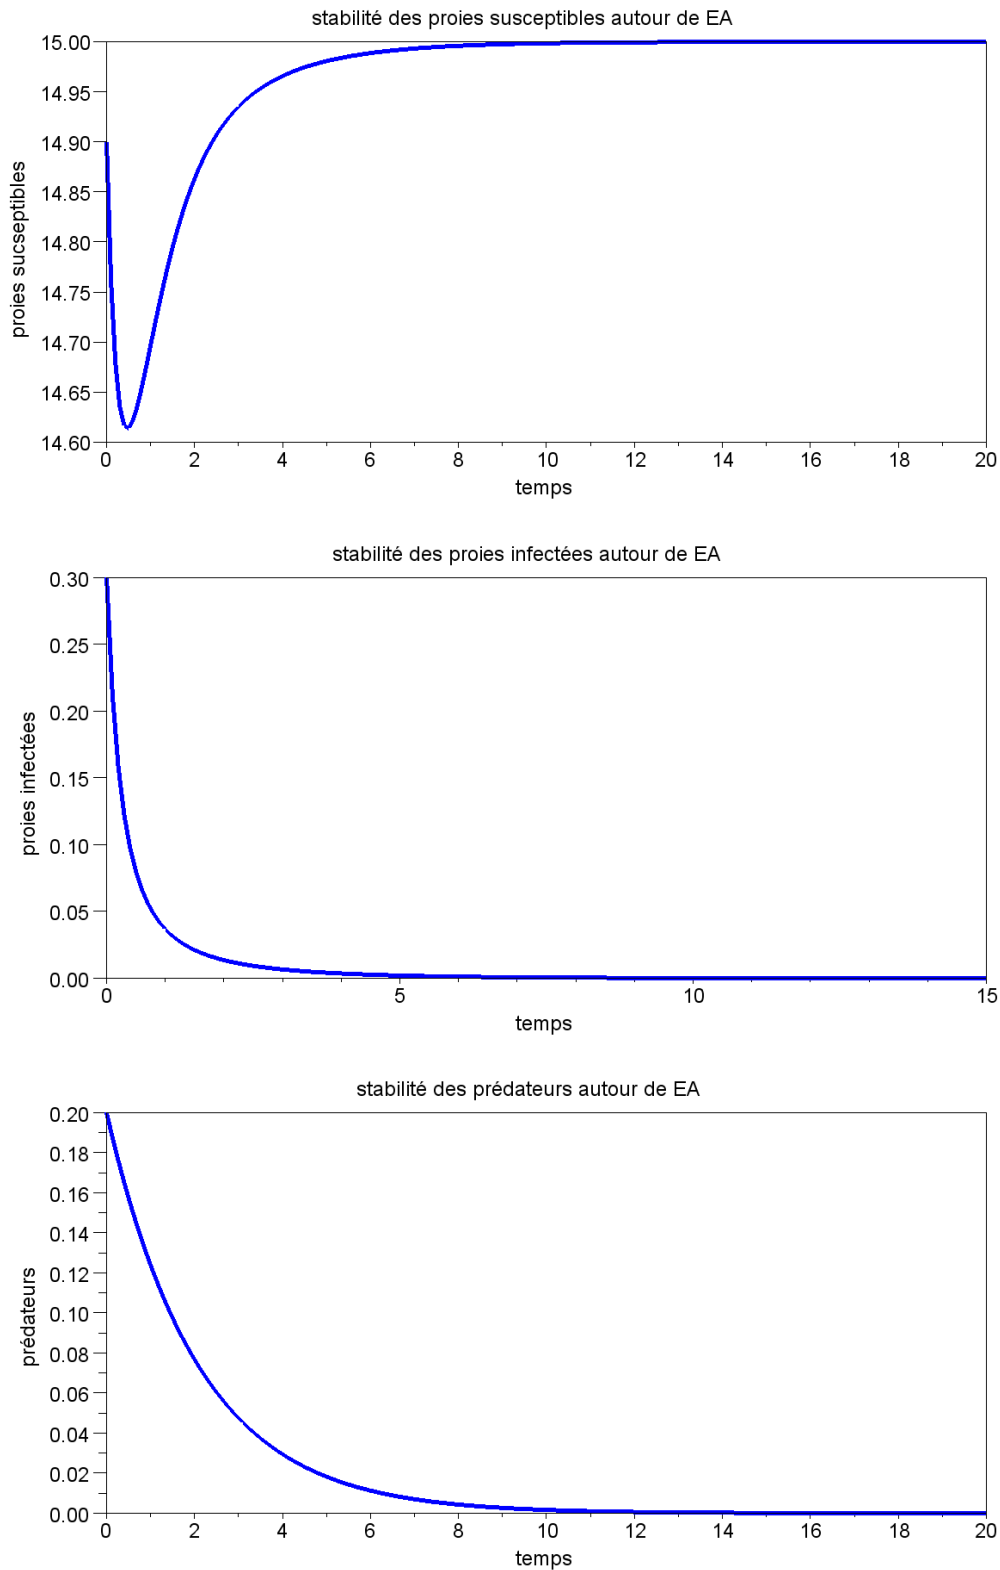 stabilité des proies susceptibles autour de EA
15.00
14.95
14.90
14.85
14.80
14.75
14.70
14.65
14.60
proies sucseptibles
0 2 4 6 8 10 12 14 16 18 20
temps
stabilité des proies infectées autour de EA
0.30
0.25
0.20
0.15
0.10
0.05
0.00
proies infectées
0 5 10 15
temps
stabilité des prédateurs autour de EA
0.20
0.18
0.16
0.14
0.12
0.10
0.08
0.06
0.04
0.02
0.00
prédateurs
0 2 4 6 8 10 12 14 16 18 20
temps